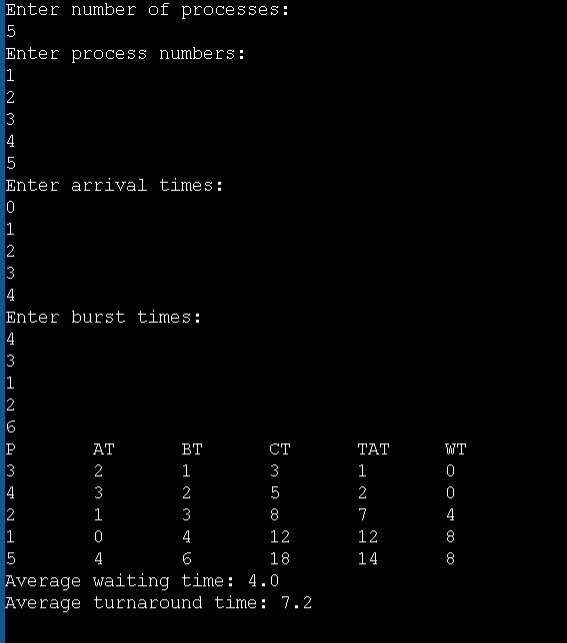 Enter number of processes:
5
Enter process numbers:
1
2
3
4
5
Enter arrival times:
0
1
2
3
4
Enter burst times:
4
3
1
2
6
P AT BT CT TAT WT
3 2 1 3 1 0
4 3 2 5 2 0
2 1 3 8 7 4
1 0 4 12 12 8
5 4 6 18 14 8
Average waiting time: 4.0
Average turnaround time: 7.2